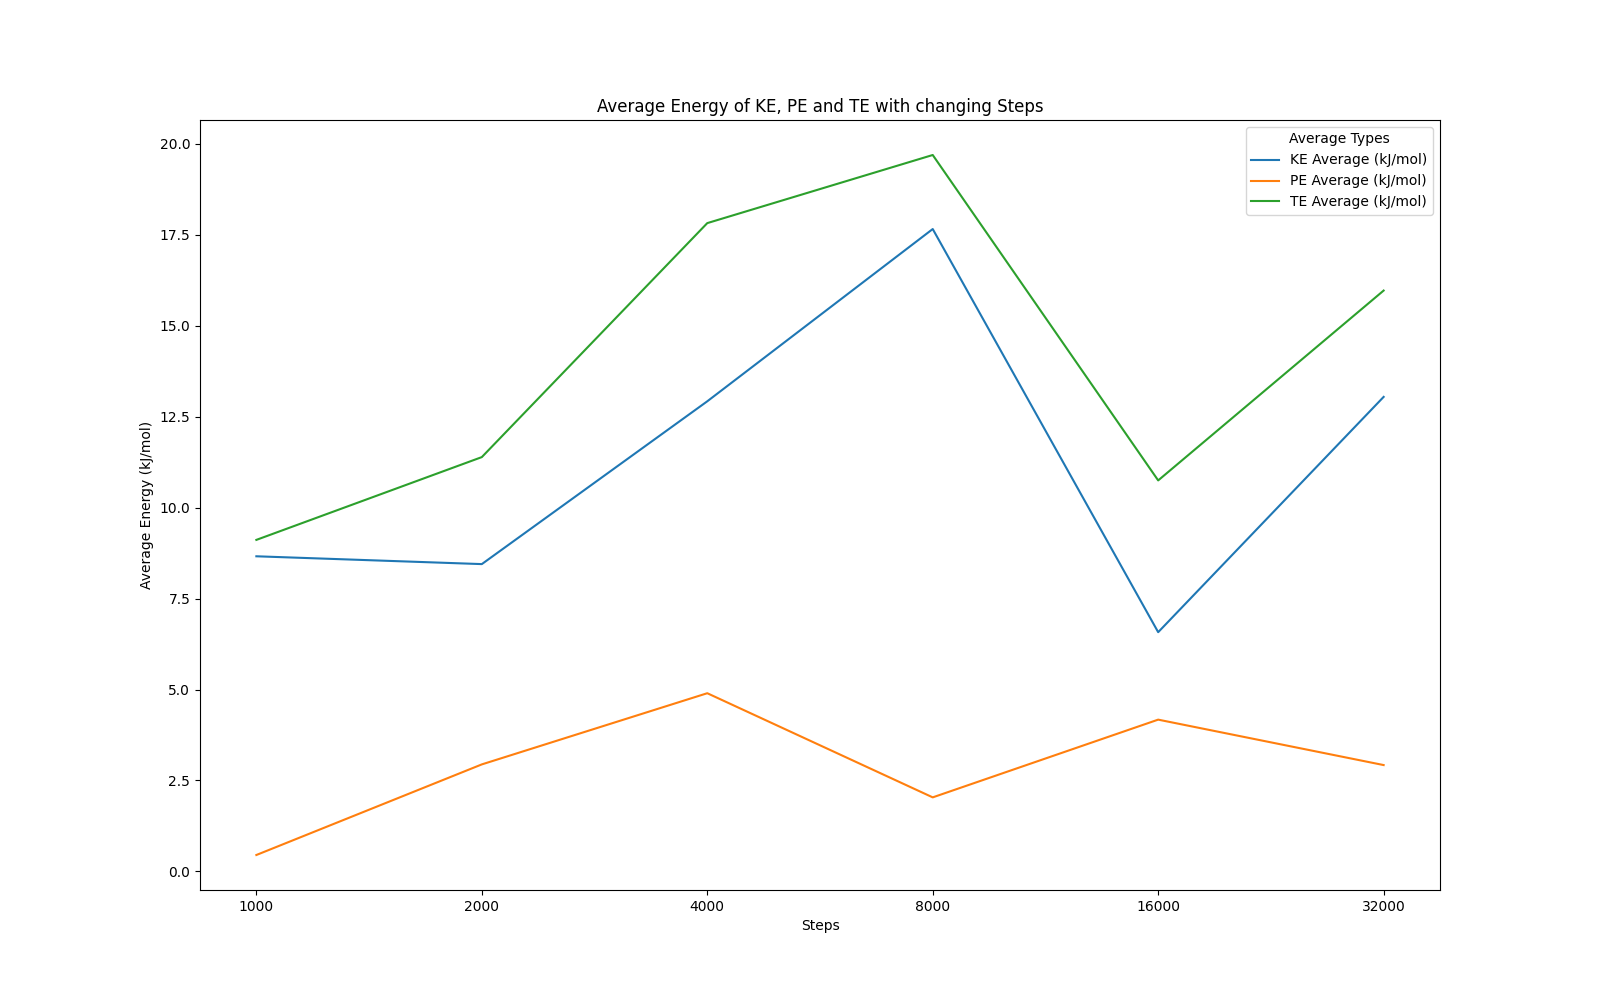 Average Energy of KE, PE and TE with changing Steps
Average Types
KE Average (kJ/mol)
PE Average (kJ/mol)
TE Average (kJ/mol)
Average Energy (kJ/mol)
20.0
17.5
15.0
12.5
10.0
7.5
5.0
2.5
0.0
1000 2000 4000 8000 16000 32000
Steps